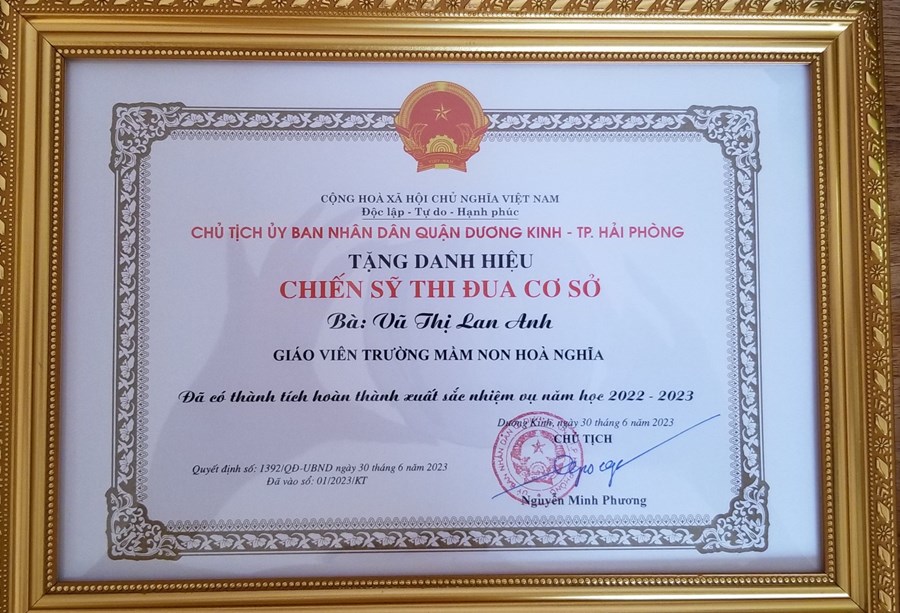 CỘNG HOÀ XÃ HỘI CHỦ NGHĨA VIỆT NAM
Độc lập - Tự do - Hạnh phúc
CHỦ TỊCH ỦY BAN NHÂN DÂN QUẬN DƯƠNG KINH - TP. HẢI PHÒNG
TẶNG DANH HIỆU
CHIẾN SỸ THI ĐUA CƠ SỞ
Bà: Vũ Thị Lan Anh
GIÁO VIÊN TRƯỜNG MẦM NON HOÀ NGHĨA
Đã có thành tích hoàn thành xuất sắc nhiệm vụ năm học 2022 - 2023
Dương Kinh, ngày 30 tháng 6 năm 2023
CHỦ TỊCH
Quyết định số: 1392/QĐ-UBND ngày 30 tháng 6 năm 2023
Đã vào sổ: 01/2023/KT
Nguyễn Minh Phương